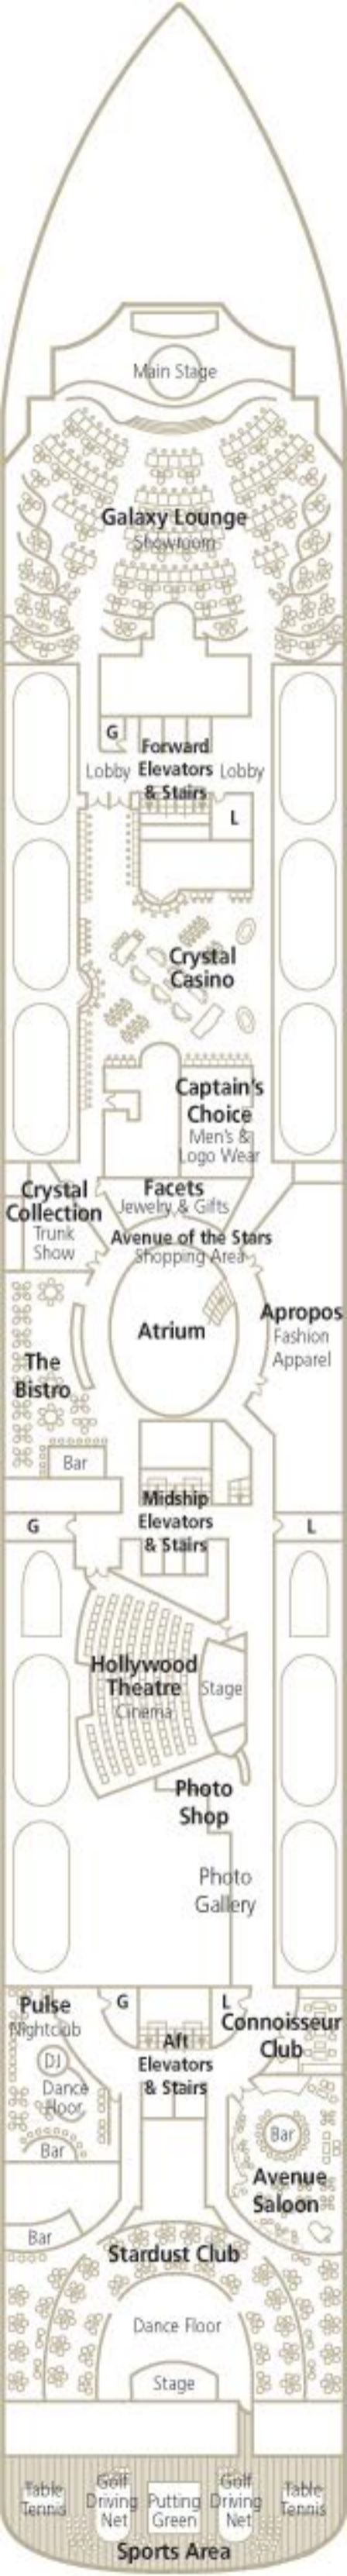 Main Stage
Galaxy Lounge
Showroom
G
Forward
Lobby Elevators Lobby
& Stairs
L
Crystal
Casino
Captain's
Choice
Men's &
Logo Wear
Crystal
Collection
Trunk
Show
Facets
Jewelry & Gifts
Avenue of the Stars
Shopping Area
Atrium
Apropos
Fashion
Apparel
The
Bistro
Bar
Midship
Elevators
& Stairs
G
L
Hollywood
Theatre
Cinema
Stage
Photo
Shop
Photo
Gallery
Pulse
Nightclub
DJ
Dance
Floor
Bar
G
L
Aft
Elevators
& Stairs
Connoisseur
Club
Bar
Avenue
Saloon
Bar
Stardust Club
Dance Floor
Stage
Table
Tennis
Golf
Driving
Net
Putting
Green
Golf
Driving
Net
Table
Tennis
Sports Area